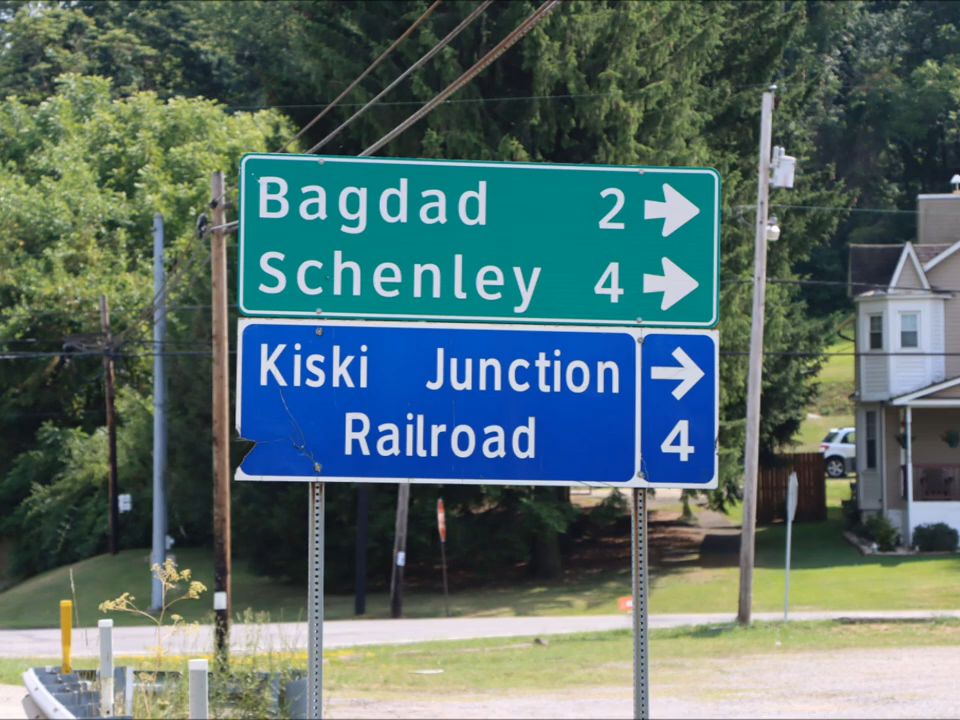 Bagdad 2 →
Schenley 4 →
Kiski Junction →
Railroad 4